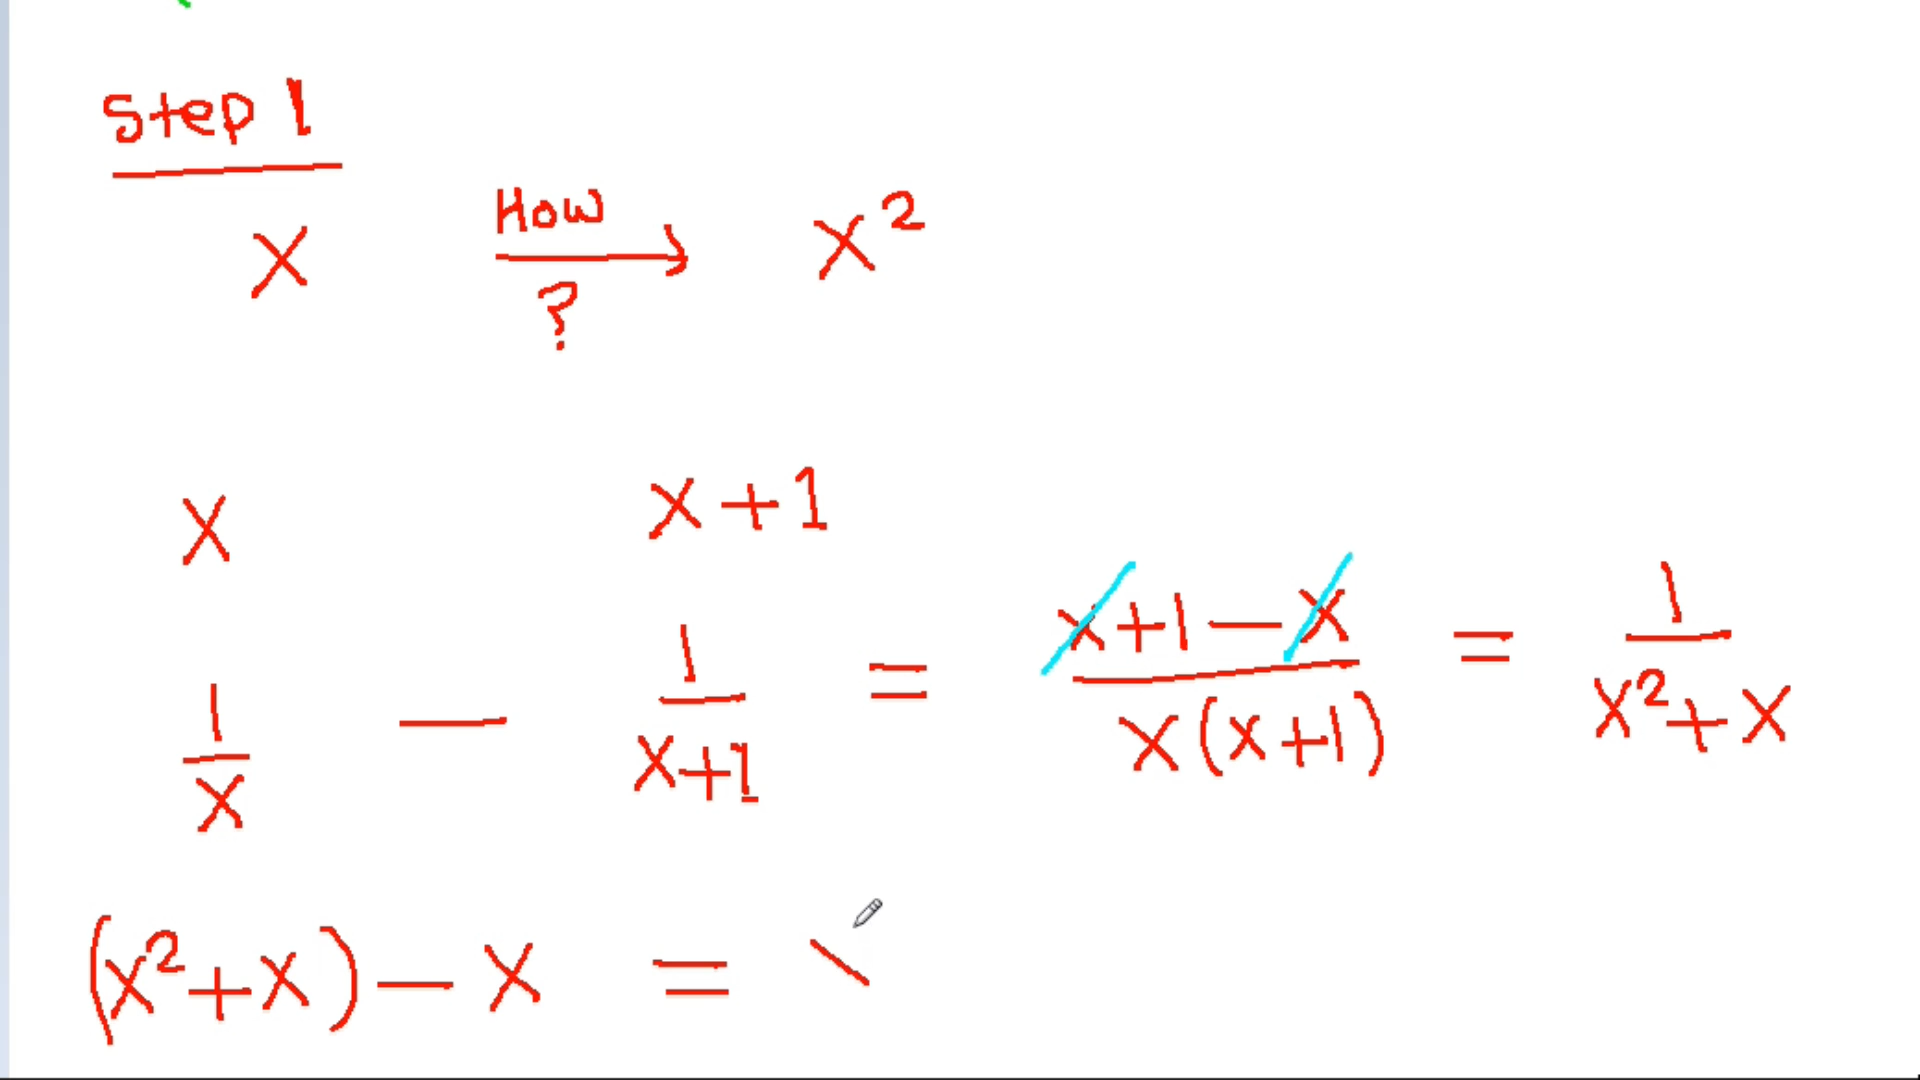 Step 1
x How ? → x²
x x+1
1/x − 1/(x+1) = (x+1−x)/(x(x+1)) = 1/(x²+x)
(x²+x) − x =